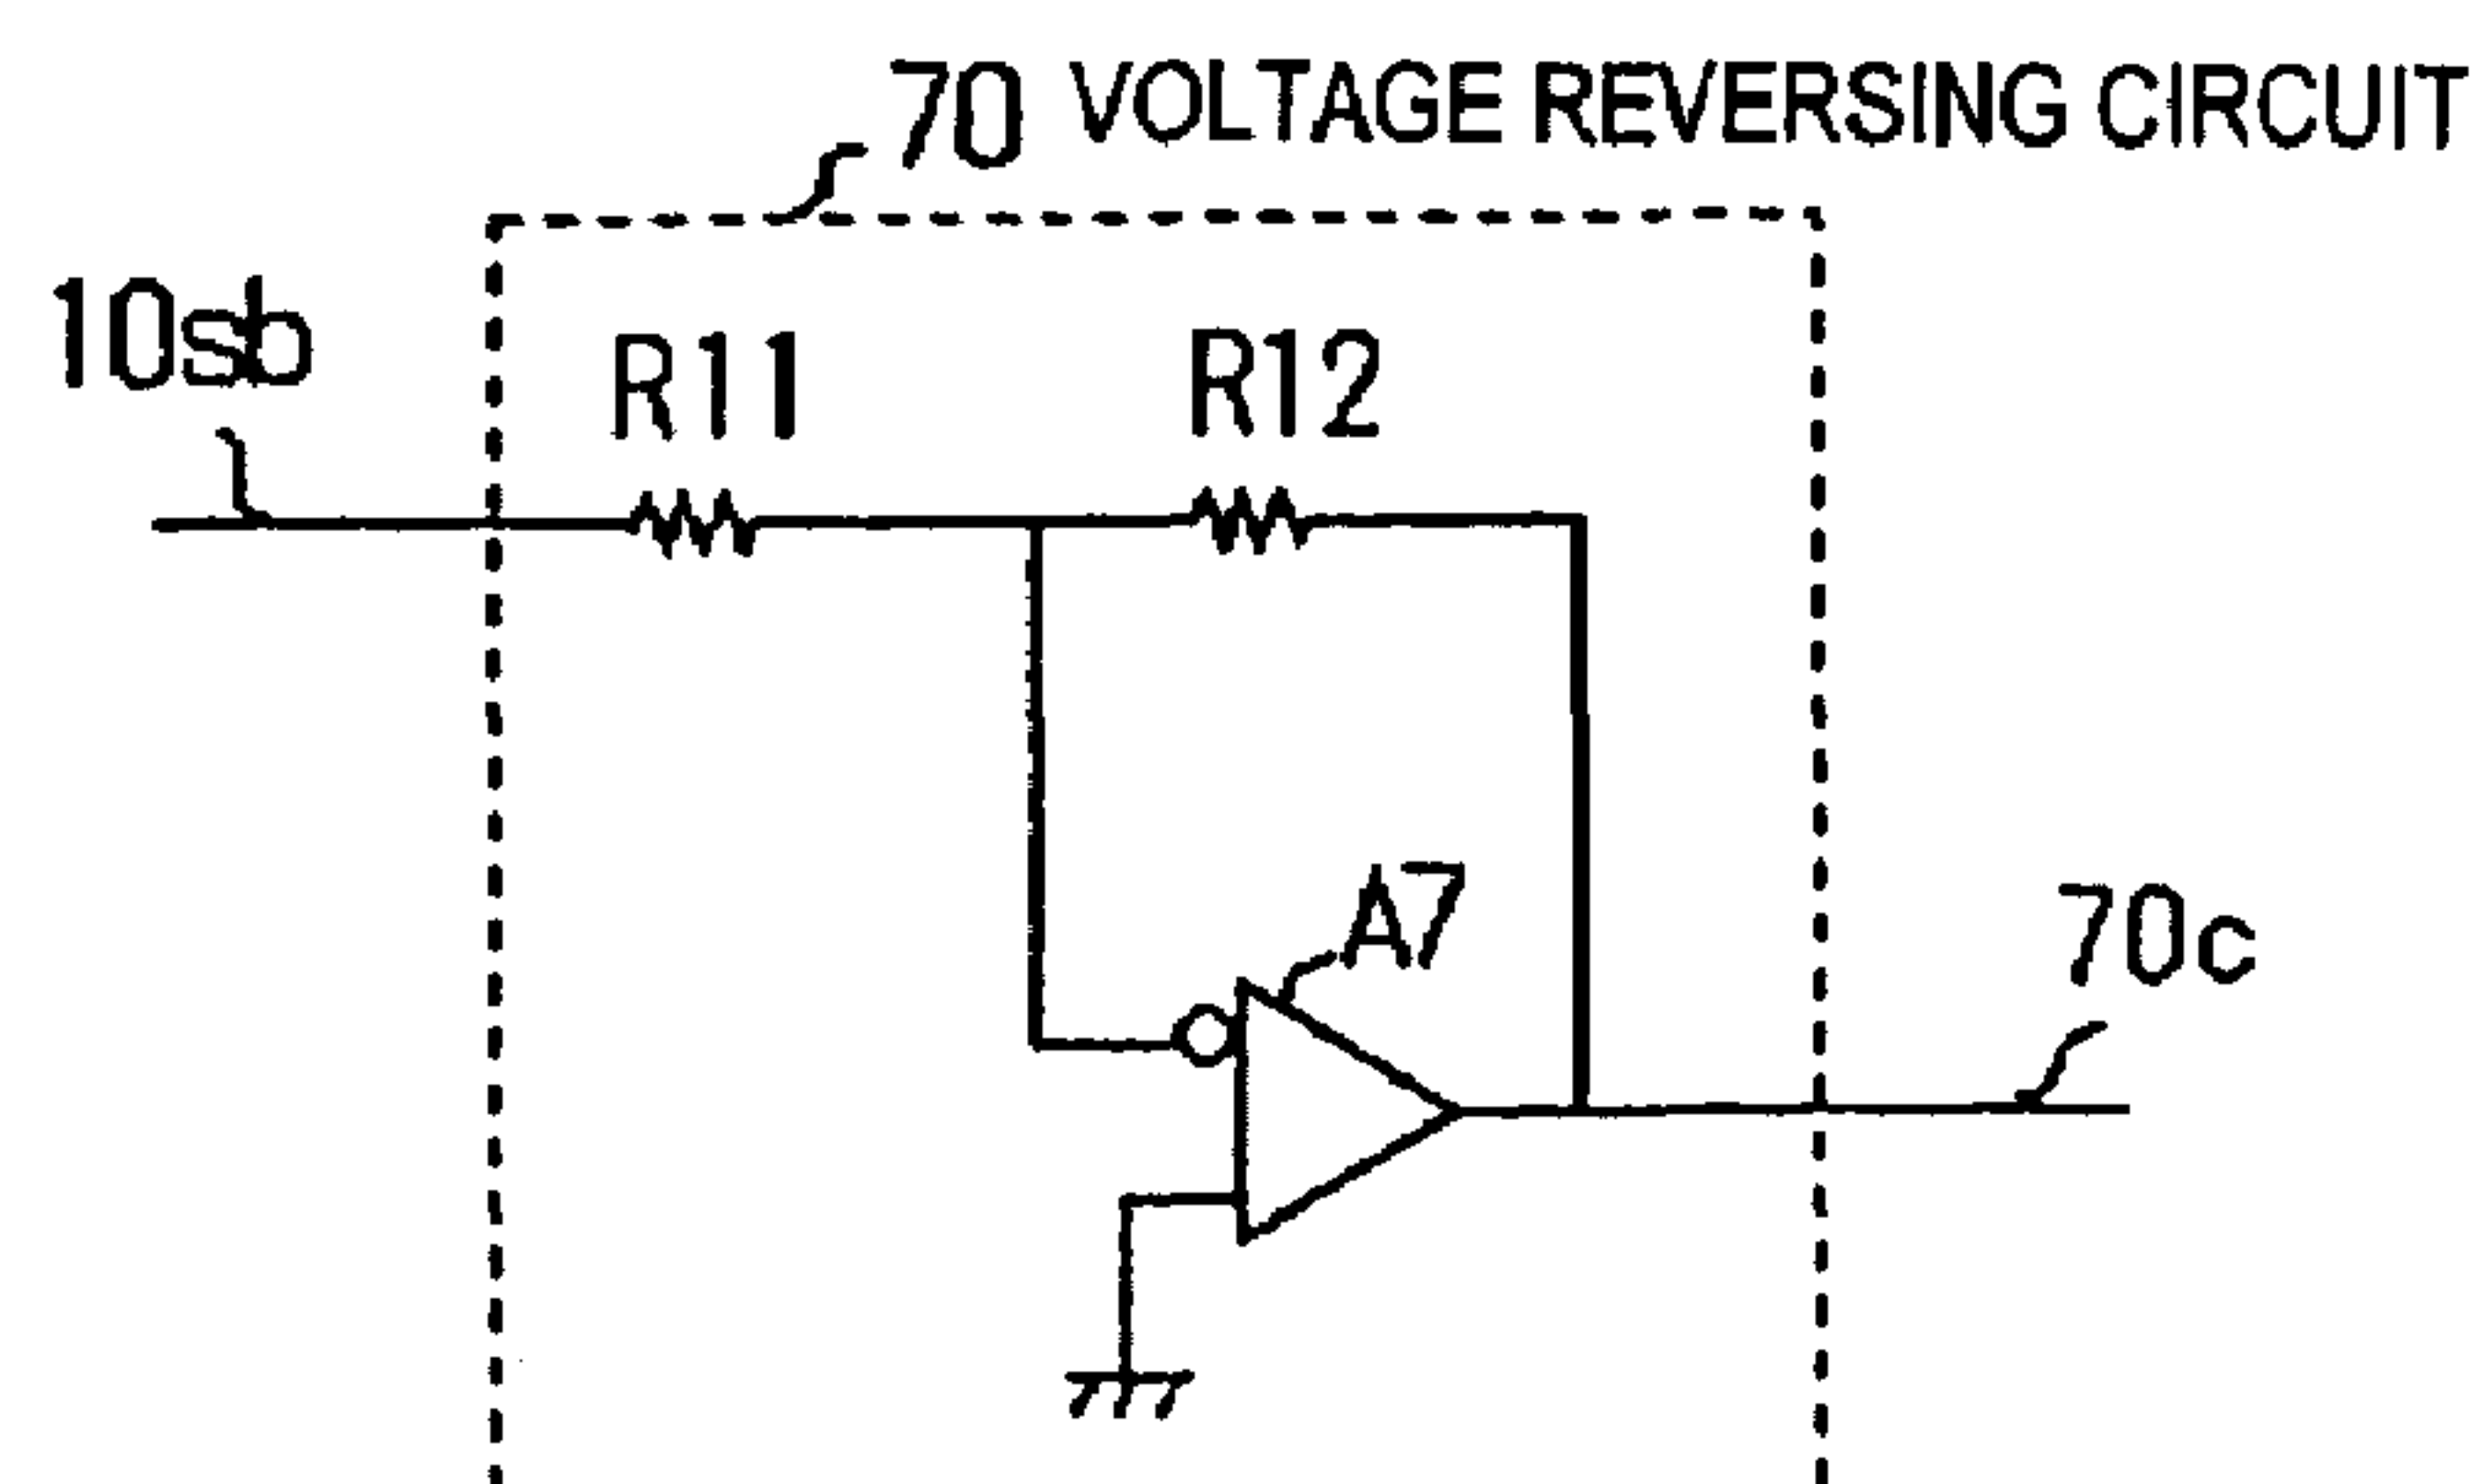 70 VOLTAGE REVERSING CIRCUIT
10sb
R11
R12
A7
70c